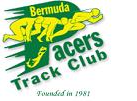 Bermuda
Pacers
Track Club
Founded in 1981